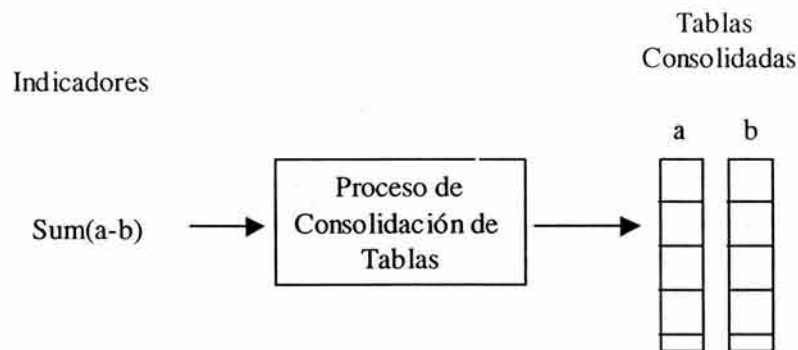 Tablas
Consolidadas
Indicadores
a b
Proceso de
Consolidación de
Tablas
Sum(a-b)